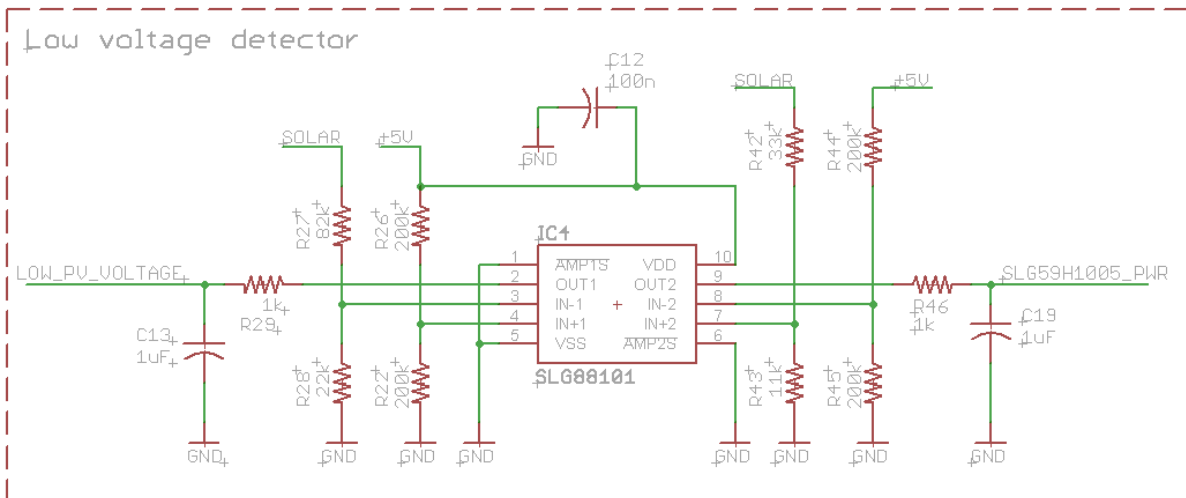 Low voltage detector
C12
100n
GND
SOLAR
R42
33k
+5V
R44
200k
SOLAR
R27
82k
+5V
R26
200k
IC4
1 AMP1S VDD 10
2 OUT1 OUT2 9
3 IN-1 IN-2 8
4 IN+1 IN+2 7
5 VSS AMP2S 6
SLG88101
LOW_PV_VOLTAGE
1k
R29
C13
1uF
GND
R28
22k
GND
R22
200k
GND
GND
GND
R43
11k
GND
R45
200k
GND
R46
1k
SLG59H1005_PWR
C19
1uF
GND